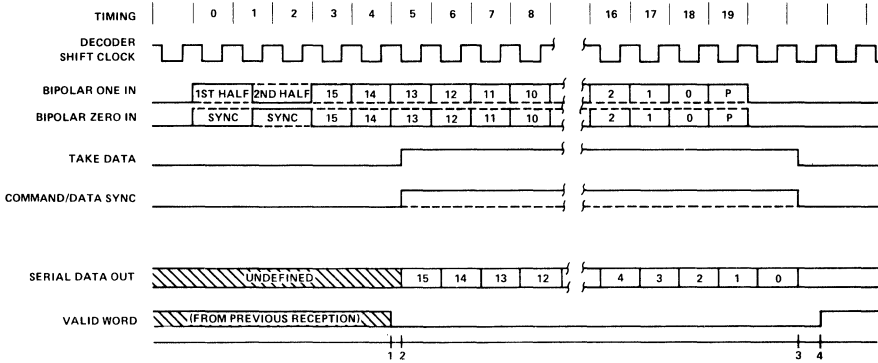 TIMING 0 1 2 3 4 5 6 7 8 16 17 18 19
DECODER
SHIFT CLOCK
BIPOLAR ONE IN 1ST HALF 2ND HALF 15 14 13 12 11 10 2 1 0 P
BIPOLAR ZERO IN SYNC SYNC 15 14 13 12 11 10 2 1 0 P
TAKE DATA
COMMAND/DATA SYNC
SERIAL DATA OUT UNDEFINED 15 14 13 12 4 3 2 1 0
VALID WORD (FROM PREVIOUS RECEPTION)
1 2 3 4